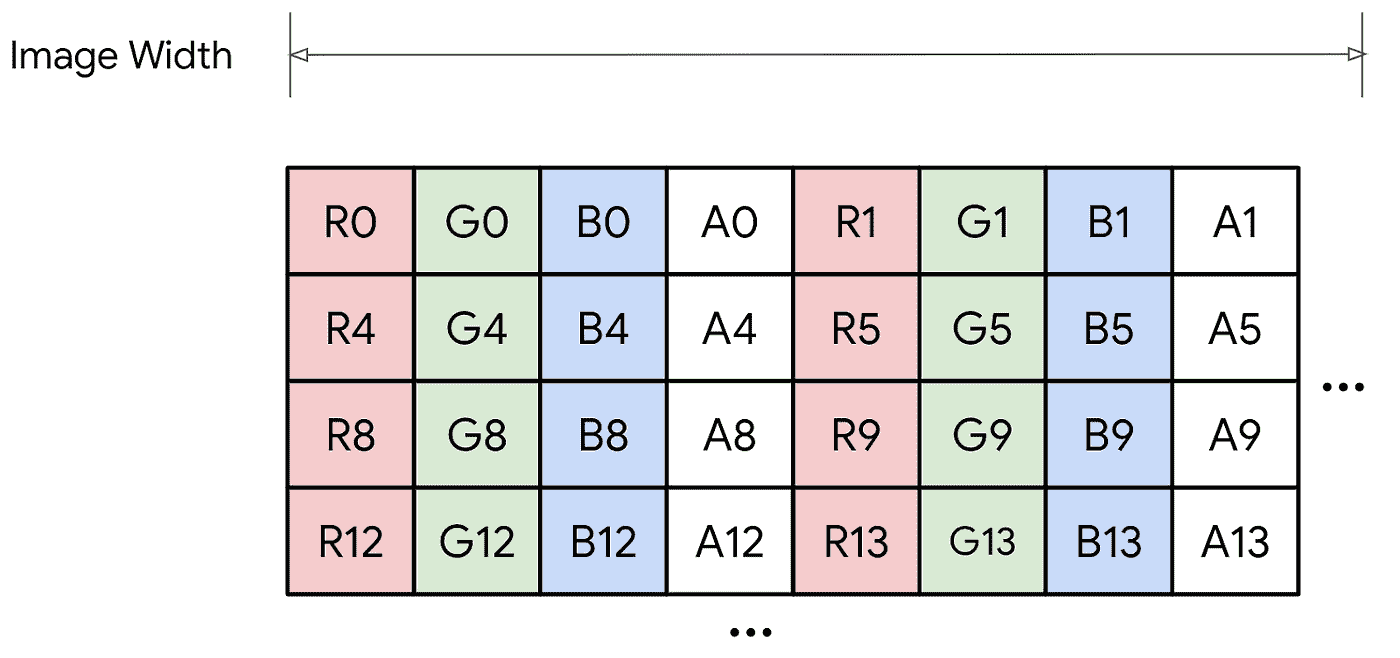 Image Width
R0 G0 B0 A0 R1 G1 B1 A1
R4 G4 B4 A4 R5 G5 B5 A5
...
R8 G8 B8 A8 R9 G9 B9 A9
R12 G12 B12 A12 R13 G13 B13 A13
...